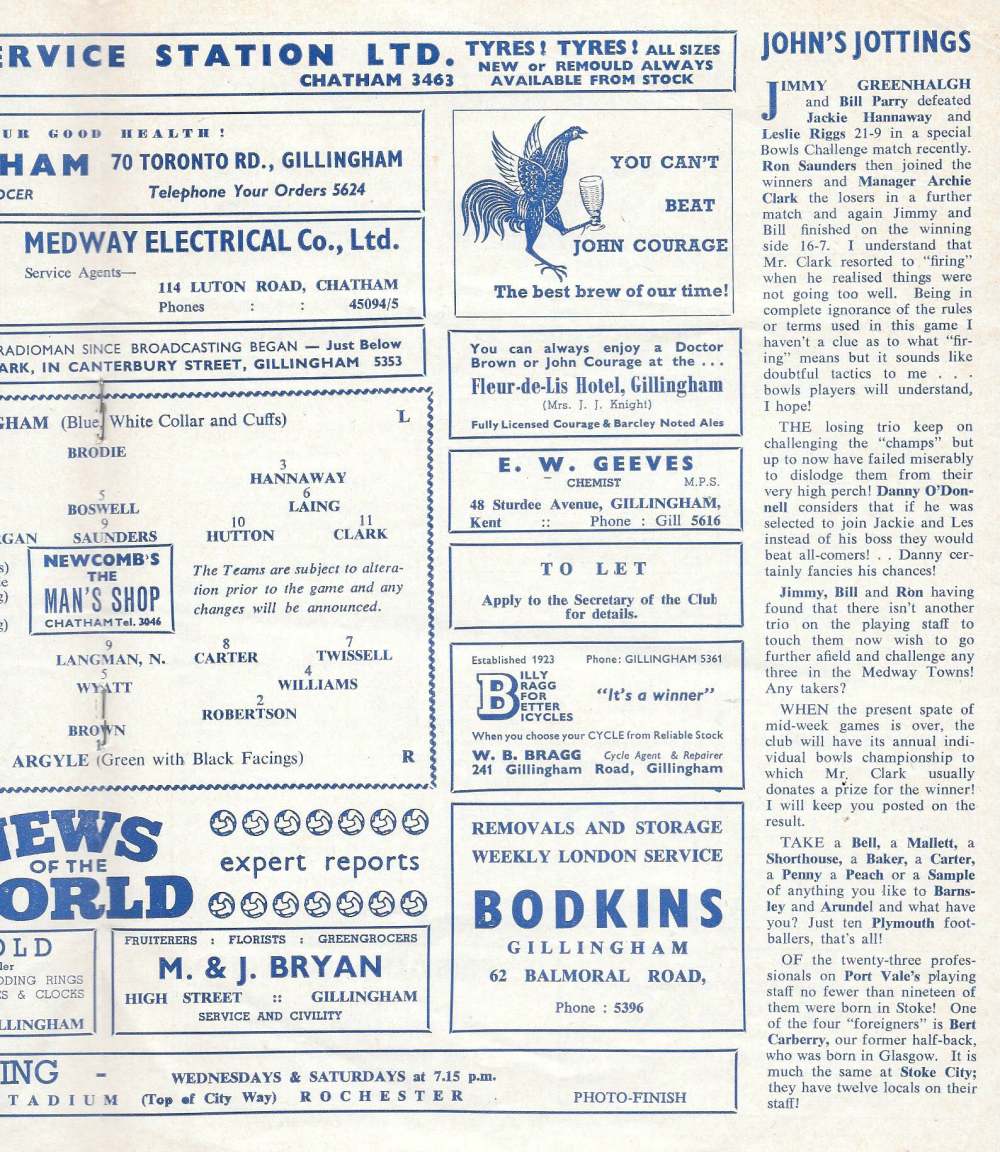 ERVICE STATION LTD.
CHATHAM 3463
TYRES! TYRES! ALL SIZES
NEW or REMOULD ALWAYS
AVAILABLE FROM STOCK
UR GOOD HEALTH!
HAM 70 TORONTO RD., GILLINGHAM
OCER Telephone Your Orders 5624
MEDWAY ELECTRICAL Co., Ltd.
Service Agents—
114 LUTON ROAD, CHATHAM
Phones : : 45094/5
RADIOMAN SINCE BROADCASTING BEGAN — Just Below
ARK, IN CANTERBURY STREET, GILLINGHAM 5353
GHAM (Blue, White Collar and Cuffs) L
BRODIE
3
HANNAWAY
5 6
BOSWELL LAING
9 10 11
GAN SAUNDERS HUTTON CLARK
s)
e
g)
g)
NEWCOMB'S
THE
MAN'S SHOP
CHATHAM Tel. 3046
The Teams are subject to altera-
tion prior to the game and any
changes will be announced.
9 8 7
LANGMAN, N. CARTER TWISSELL
5 4
WYATT WILLIAMS
2
ROBERTSON
BROWN
1
ARGYLE (Green with Black Facings) R
NEWS
OF THE
WORLD
expert reports
OLD
ler
DDING RINGS
S & CLOCKS
LLINGHAM
FRUITERERS : FLORISTS : GREENGROCERS
M. & J. BRYAN
HIGH STREET :: GILLINGHAM
SERVICE AND CIVILITY
ING - WEDNESDAYS & SATURDAYS at 7.15 p.m.
TADIUM (Top of City Way) ROCHESTER PHOTO-FINISH
YOU CAN'T
BEAT
JOHN COURAGE
The best brew of our time!
You can always enjoy a Doctor
Brown or John Courage at the . . .
Fleur-de-Lis Hotel, Gillingham
(Mrs. J. J. Knight)
Fully Licensed Courage & Barcley Noted Ales
E. W. GEEVES
CHEMIST M.P.S.
48 Sturdee Avenue, GILLINGHAM,
Kent :: Phone : Gill 5616
TO LET
Apply to the Secretary of the Club
for details.
Established 1923 Phone: GILLINGHAM 5361
BILLY
BRAGG
FOR
BETTER
BICYCLES
"It's a winner"
When you choose your CYCLE from Reliable Stock
W. B. BRAGG Cycle Agent & Repairer
241 Gillingham Road, Gillingham
REMOVALS AND STORAGE
WEEKLY LONDON SERVICE
BODKINS
GILLINGHAM
62 BALMORAL ROAD,
Phone : 5396
JOHN'S JOTTINGS
JIMMY GREENHALGH
and Bill Parry defeated
Jackie Hannaway and
Leslie Riggs 21-9 in a special
Bowls Challenge match recently.
Ron Saunders then joined the
winners and Manager Archie
Clark the losers in a further
match and again Jimmy and
Bill finished on the winning
side 16-7. I understand that
Mr. Clark resorted to "firing"
when he realised things were
not going too well. Being in
complete ignorance of the rules
or terms used in this game I
haven't a clue as to what "fir-
ing" means but it sounds like
doubtful tactics to me . . .
bowls players will understand,
I hope!
THE losing trio keep on
challenging the "champs" but
up to now have failed miserably
to dislodge them from their
very high perch! Danny O'Don-
nell considers that if he was
selected to join Jackie and Les
instead of his boss they would
beat all-comers! . . Danny cer-
tainly fancies his chances!
Jimmy, Bill and Ron having
found that there isn't another
trio on the playing staff to
touch them now wish to go
further afield and challenge any
three in the Medway Towns!
Any takers?
WHEN the present spate of
mid-week games is over, the
club will have its annual indi-
vidual bowls championship to
which Mr. Clark usually
donates a prize for the winner!
I will keep you posted on the
result.
TAKE a Bell, a Mallett, a
Shorthouse, a Baker, a Carter,
a Penny a Peach or a Sample
of anything you like to Barns-
ley and Arundel and what have
you? Just ten Plymouth foot-
ballers, that's all!
OF the twenty-three profes-
sionals on Port Vale's playing
staff no fewer than nineteen of
them were born in Stoke! One
of the four "foreigners" is Bert
Carberry, our former half-back,
who was born in Glasgow. It is
much the same at Stoke City;
they have twelve locals on their
staff!